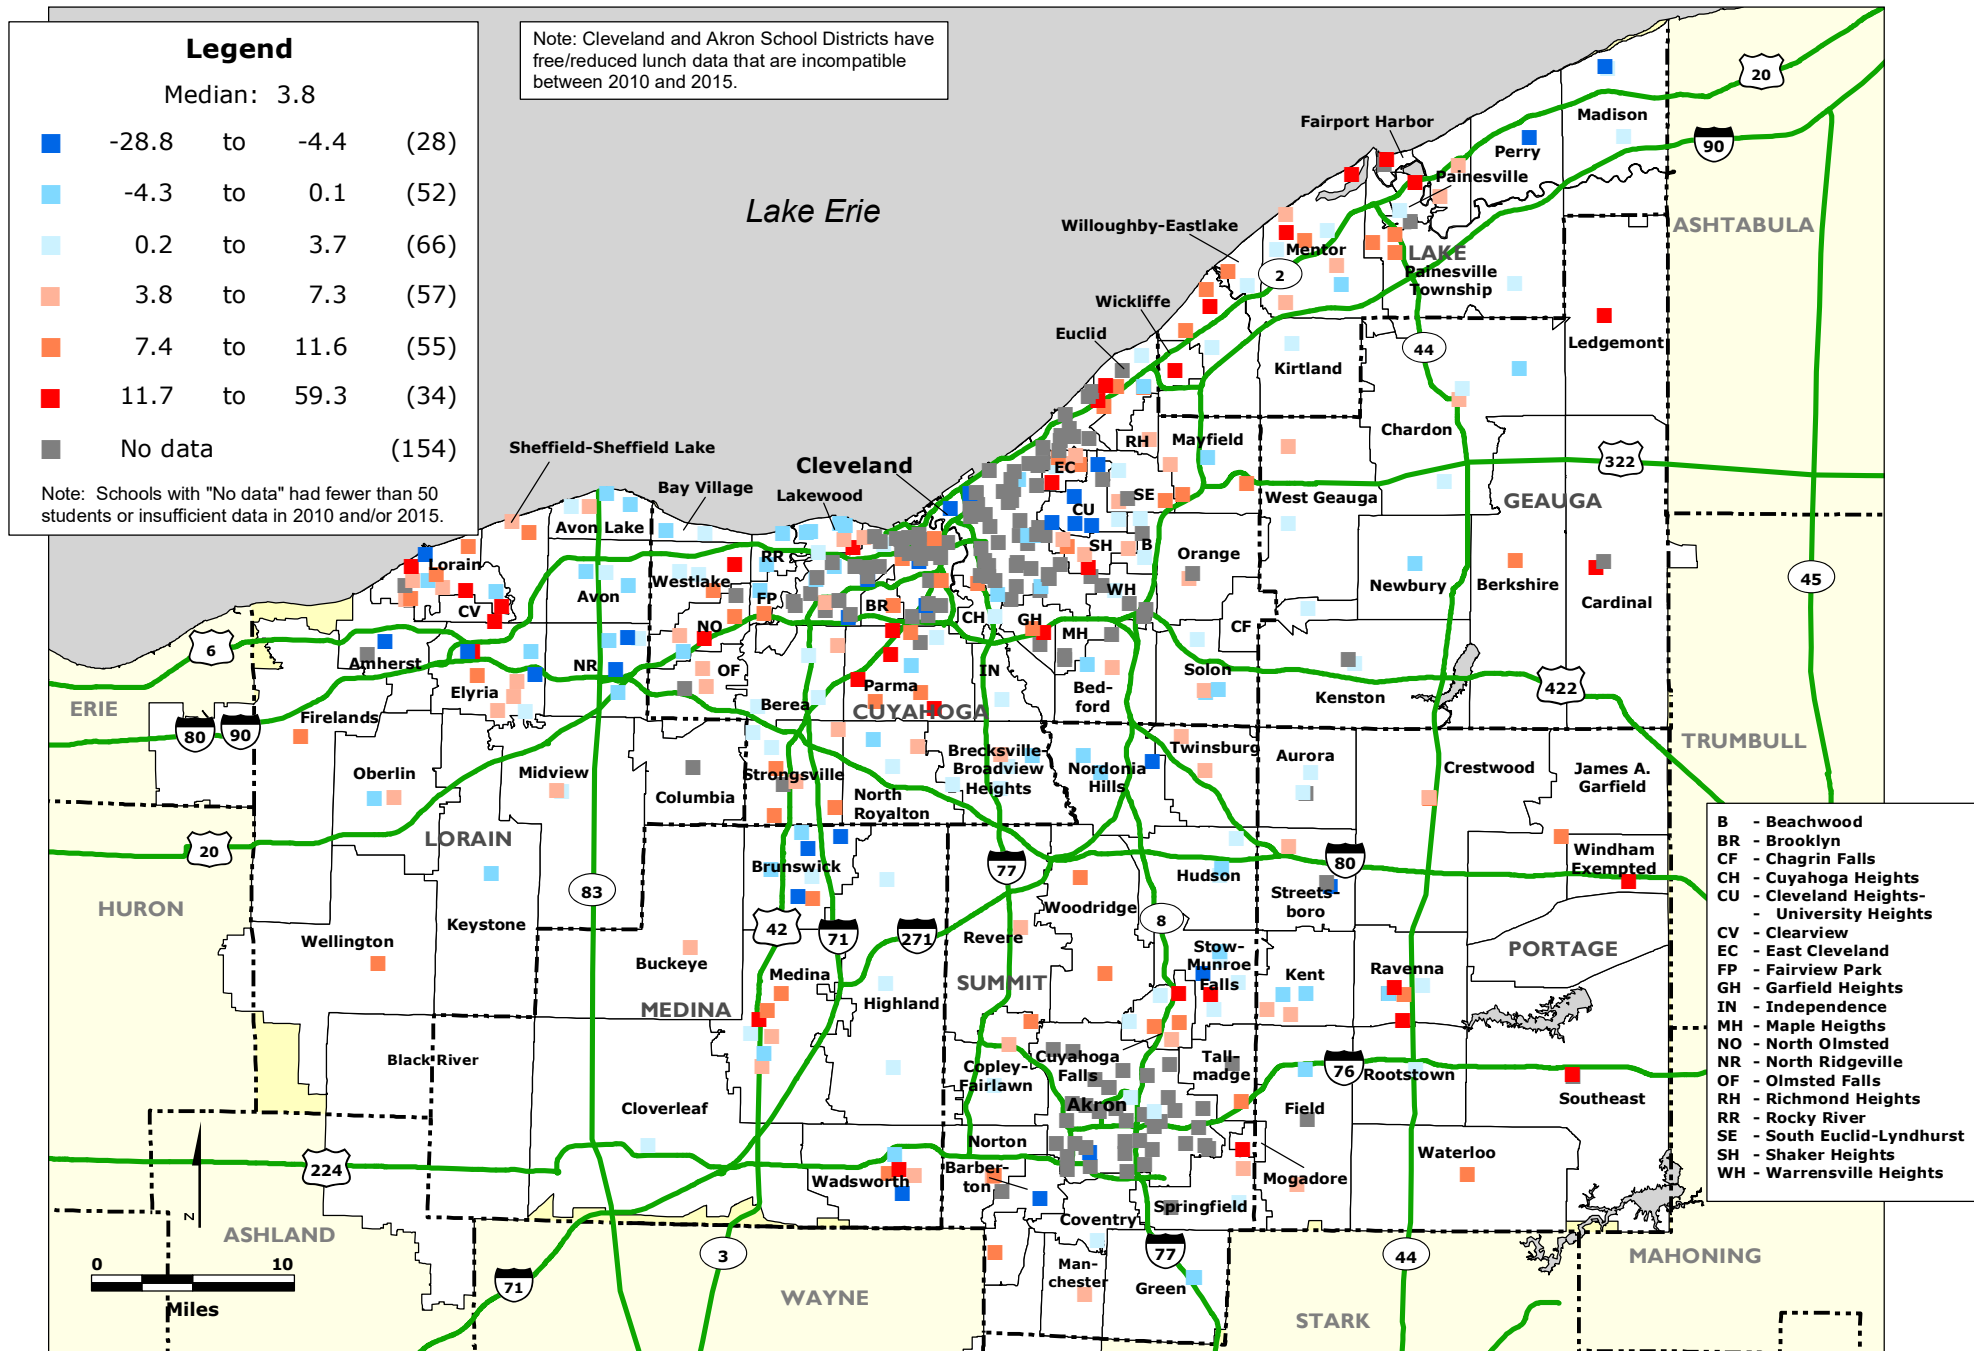 Legend
Median: 3.8
-28.8 to -4.4 (28)
-4.3 to 0.1 (52)
0.2 to 3.7 (66)
3.8 to 7.3 (57)
7.4 to 11.6 (55)
11.7 to 59.3 (34)
No data (154)
Note: Schools with "No data" had fewer than 50
students or insufficient data in 2010 and/or 2015.
Note: Cleveland and Akron School Districts have
free/reduced lunch data that are incompatible
between 2010 and 2015.
Lake Erie
20
Madison
90
Fairport Harbor
Perry
Painesville
ASHTABULA
Willoughby-Eastlake
Mentor
LAKE
2
Painesville
Township
Wickliffe
Euclid
44
Ledgemont
Kirtland
Chardon
RH
Mayfield
322
Sheffield-Sheffield Lake
Cleveland
EC
Bay Village
Lakewood
SE
West Geauga
GEAUGA
CU
Avon Lake
RR
SH
B
Orange
Lorain
Westlake
Newbury
Berkshire
45
Avon
FP
BR
WH
Cardinal
CV
CH
GH
MH
CF
NO
6
Amherst
NR
OF
IN
Solon
Elyria
Parma
Bed-
ford
Kenston
422
ERIE
Berea
CUYAHOGA
Firelands
80
90
TRUMBULL
Twinsburg
Brecksville-
Broadview
Heights
Aurora
Oberlin
Midview
Strongsville
Nordonia
Hills
Crestwood
James A.
Garfield
Columbia
North
Royalton
LORAIN
20
Brunswick
77
80
Windham
Exempted
Hudson
83
Streets-
boro
HURON
Woodridge
8
Keystone
42
71
271
Revere
Wellington
Buckeye
Stow-
Munroe
Falls
PORTAGE
Medina
SUMMIT
Kent
Ravenna
Highland
MEDINA
Black River
Cuyahoga
Falls
Tall-
madge
76
Rootstown
Copley-
Fairlawn
Cloverleaf
Akron
Field
Southeast
Norton
224
Barber-
ton
Waterloo
Wadsworth
Mogadore
Springfield
Coventry
N
ASHLAND
3
77
44
MAHONING
0 10
Miles
71
Man-
chester
Green
WAYNE
STARK
B - Beachwood
BR - Brooklyn
CF - Chagrin Falls
CH - Cuyahoga Heights
CU - Cleveland Heights-
- University Heights
CV - Clearview
EC - East Cleveland
FP - Fairview Park
GH - Garfield Heights
IN - Independence
MH - Maple Heigths
NO - North Olmsted
NR - North Ridgeville
OF - Olmsted Falls
RH - Richmond Heights
RR - Rocky River
SE - South Euclid-Lyndhurst
SH - Shaker Heights
WH - Warrensville Heights